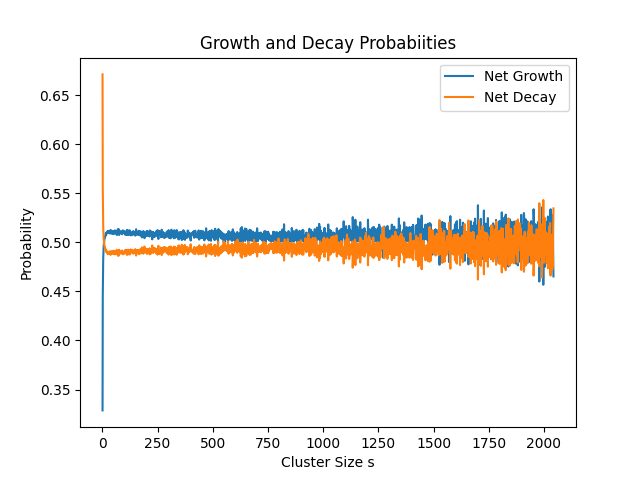 Growth and Decay Probabiities
Net Growth
Net Decay
Probability
0.65
0.60
0.55
0.50
0.45
0.40
0.35
0 250 500 750 1000 1250 1500 1750 2000
Cluster Size s